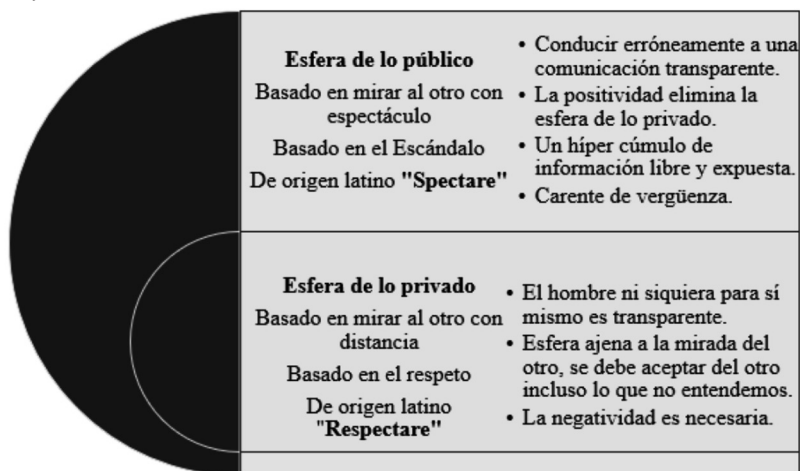 Esfera de lo público
Basado en mirar al otro con
espectáculo
Basado en el Escándalo
De origen latino "Spectare"
• Conducir erróneamente a una
comunicación transparente.
• La positividad elimina la
esfera de lo privado.
• Un híper cúmulo de
información libre y expuesta.
• Carente de vergüenza.
Esfera de lo privado
Basado en mirar al otro con
distancia
Basado en el respeto
De origen latino
"Respectare"
• El hombre ni siquiera para sí
mismo es transparente.
• Esfera ajena a la mirada del
otro, se debe aceptar del otro
incluso lo que no entendemos.
• La negatividad es necesaria.